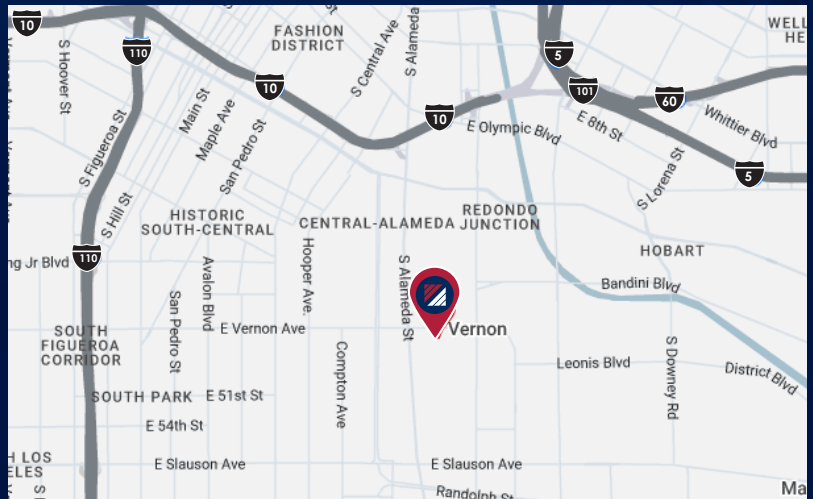 10
110
FASHION
DISTRICT
S Central Ave
S Alameda
5
WELL
HE
S Hoover St
10
101
60
10
Main St
Maple Ave
San Pedro St
S Figueroa St
E Olympic Blvd
E 8th St
Whittier Blvd
5
S Lorena St
S Hill St
HISTORIC
SOUTH-CENTRAL
CENTRAL-ALAMEDA
REDONDO
JUNCTION
HOBART
ng Jr Blvd
110
Hooper Ave.
Avalon Blvd
S Alameda St
Bandini Blvd
San Pedro St
E Vernon Ave
Vernon
SOUTH
FIGUEROA
CORRIDOR
Compton Ave
Leonis Blvd
S Downey Rd
District Blvd
SOUTH PARK
E 51st St
E 54th St
H LOS
ELES
E Slauson Ave
E Slauson Ave
Randolph St
Ma